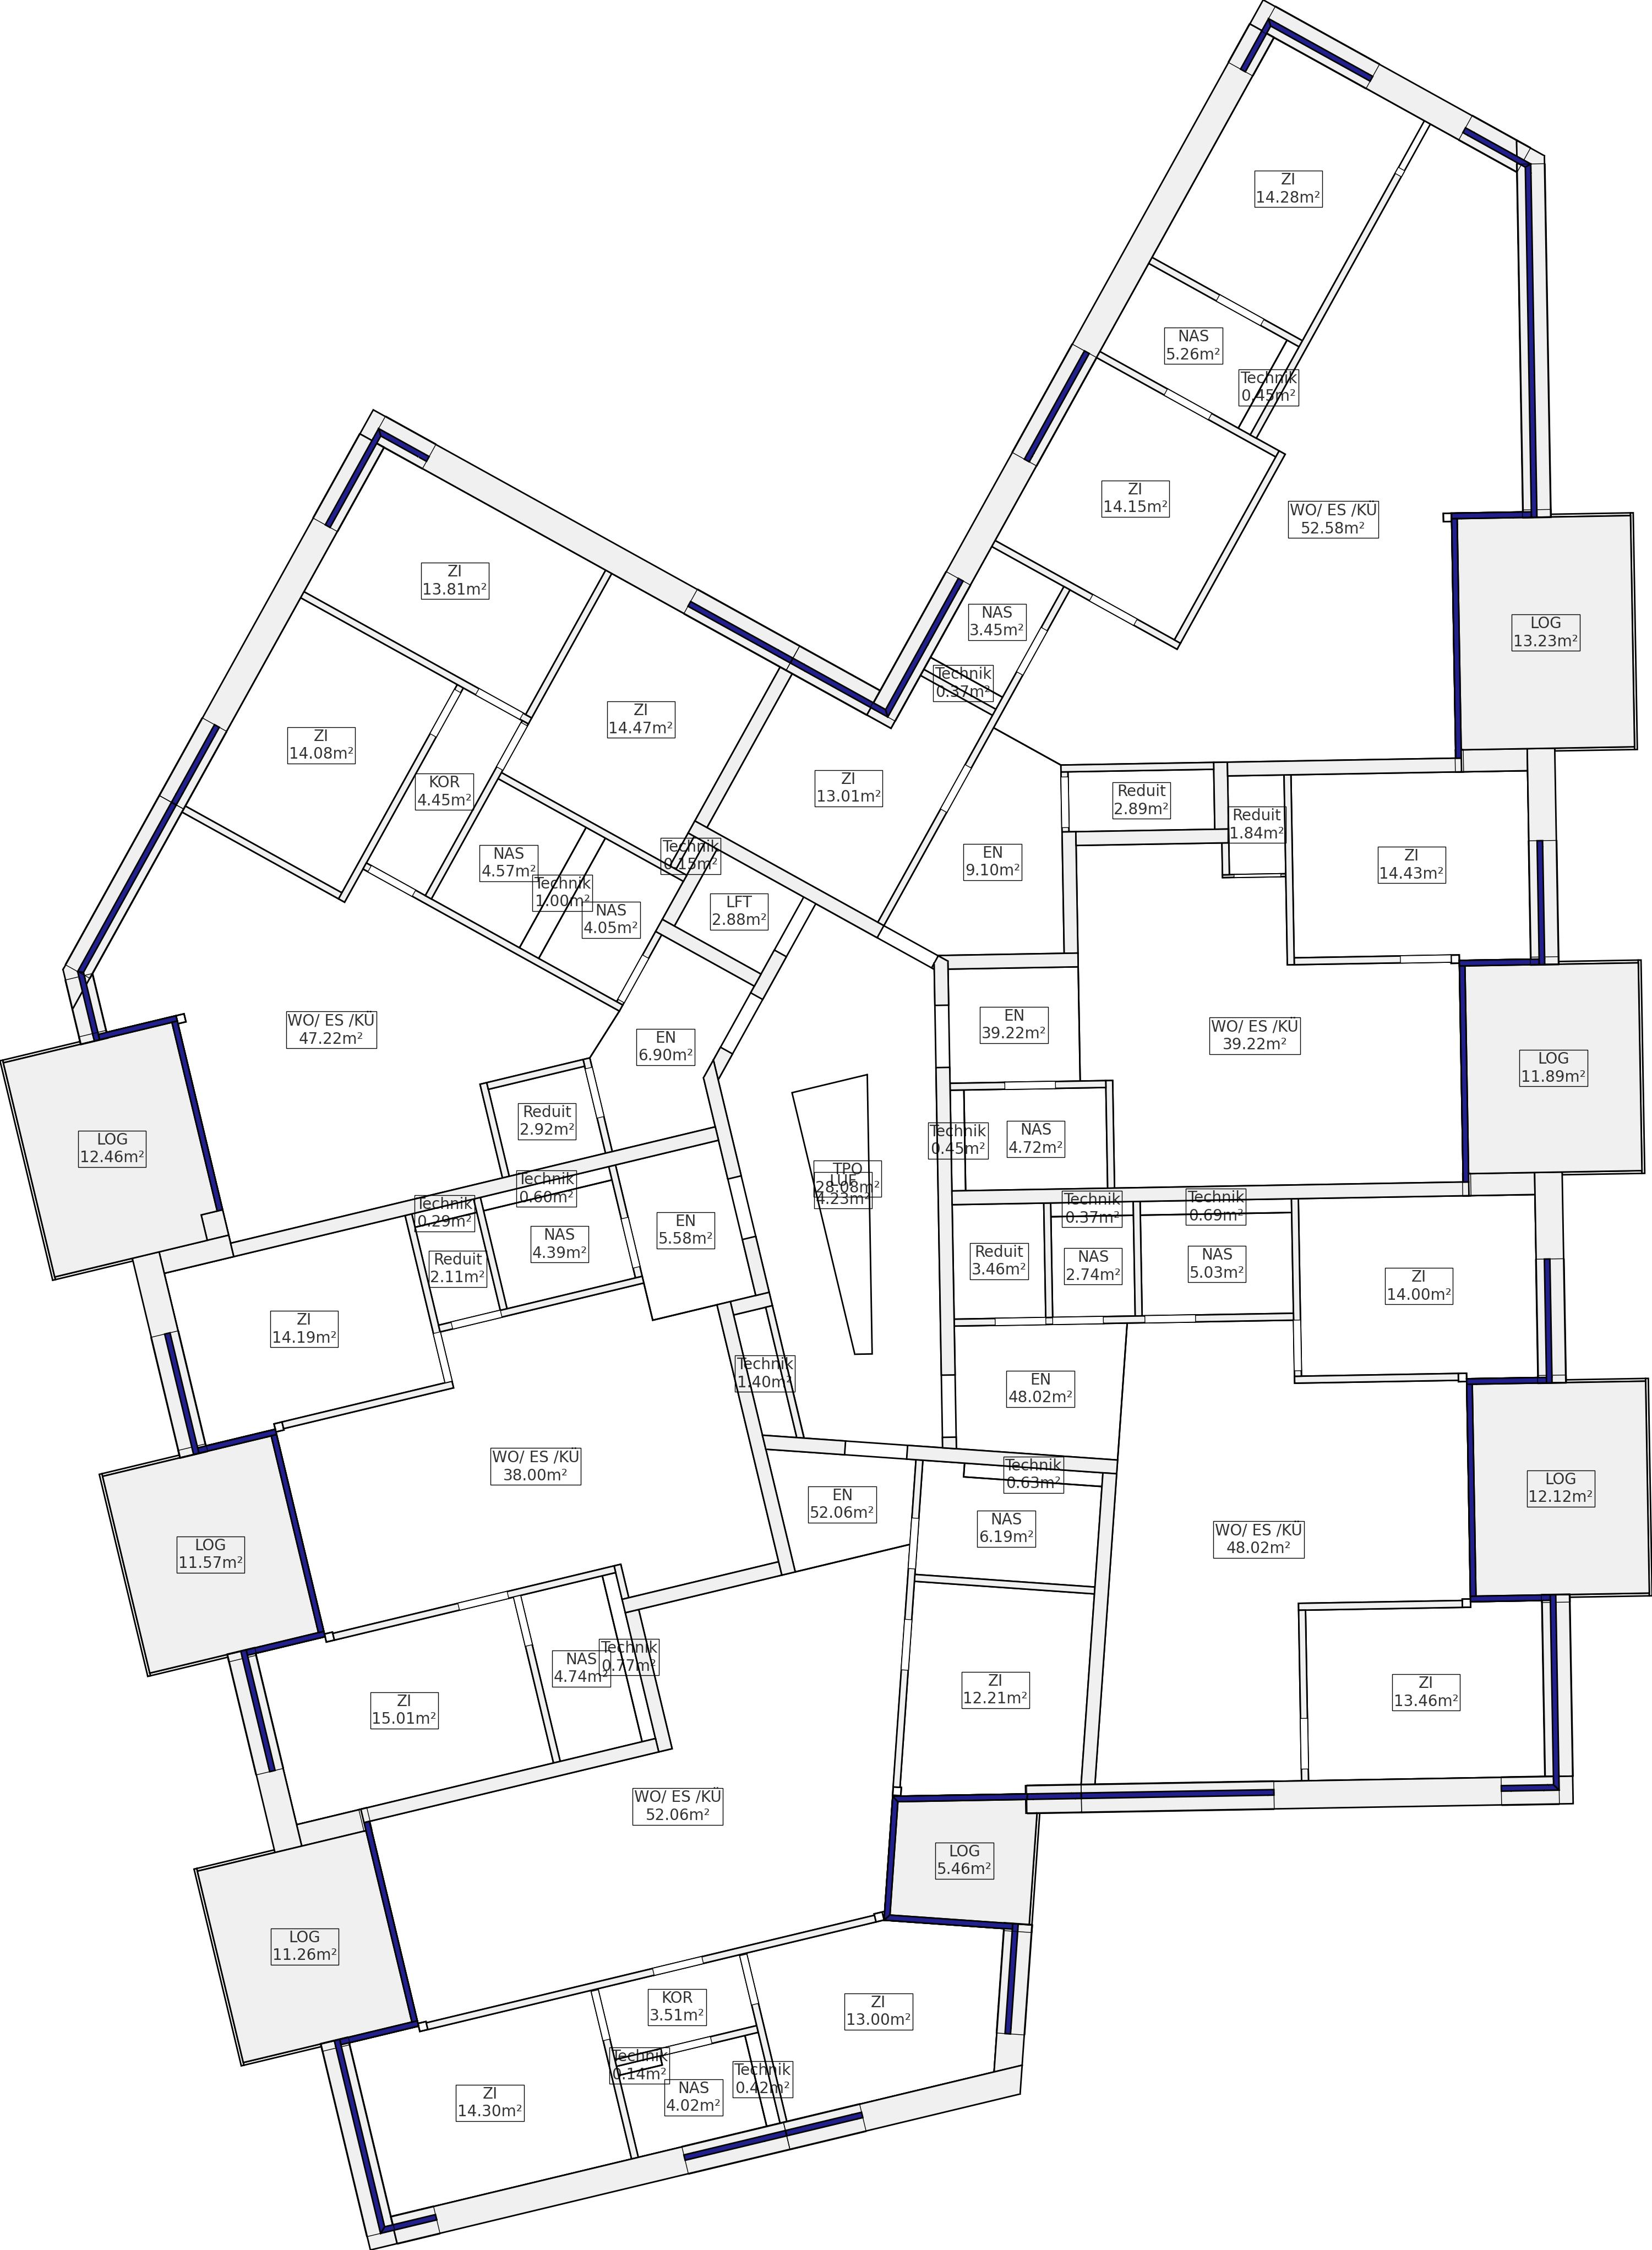 ZI
14.28m²
NAS
5.26m²
Technik
0.45m²
ZI
14.15m²
WO/ ES /KÜ
52.58m²
ZI
13.81m²
NAS
3.45m²
LOG
13.23m²
Technik
0.37m²
ZI
14.47m²
ZI
14.08m²
KOR
4.45m²
ZI
13.01m²
Reduit
2.89m²
Reduit
1.84m²
NAS
4.57m²
Technik
0.15m²
EN
9.10m²
ZI
14.43m²
Technik
1.00m²
NAS
4.05m²
LFT
2.88m²
WO/ ES /KÜ
47.22m²
EN
6.90m²
EN
39.22m²
WO/ ES /KÜ
39.22m²
LOG
11.89m²
LOG
12.46m²
Reduit
2.92m²
Technik
0.45m²
NAS
4.72m²
TPO
28.08m²
LUF
4.23m²
Technik
0.60m²
Technik
0.29m²
Technik
0.37m²
Technik
0.69m²
EN
5.58m²
NAS
4.39m²
Reduit
2.11m²
Reduit
3.46m²
NAS
2.74m²
NAS
5.03m²
ZI
14.00m²
ZI
14.19m²
Technik
1.40m²
EN
48.02m²
WO/ ES /KÜ
38.00m²
Technik
0.63m²
LOG
12.12m²
EN
52.06m²
NAS
6.19m²
WO/ ES /KÜ
48.02m²
LOG
11.57m²
NAS
4.74m²
Technik
0.77m²
ZI
15.01m²
ZI
12.21m²
ZI
13.46m²
WO/ ES /KÜ
52.06m²
LOG
5.46m²
LOG
11.26m²
KOR
3.51m²
ZI
13.00m²
Technik
0.14m²
Technik
0.42m²
NAS
4.02m²
ZI
14.30m²